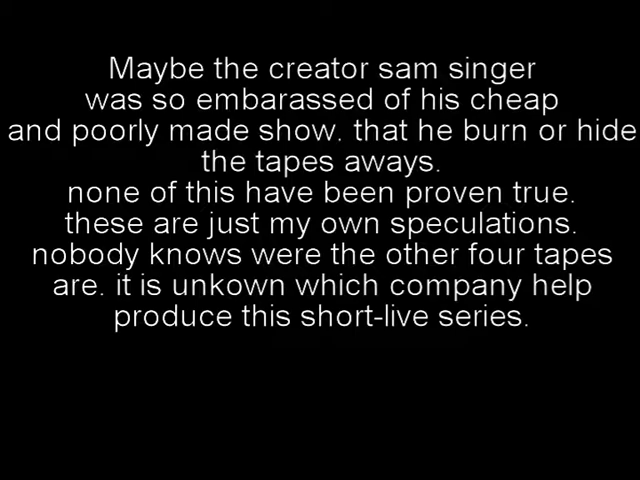 Maybe the creator sam singer
was so embarassed of his cheap
and poorly made show. that he burn or hide
the tapes aways.
none of this have been proven true.
these are just my own speculations.
nobody knows were the other four tapes
are. it is unkown which company help
produce this short-live series.